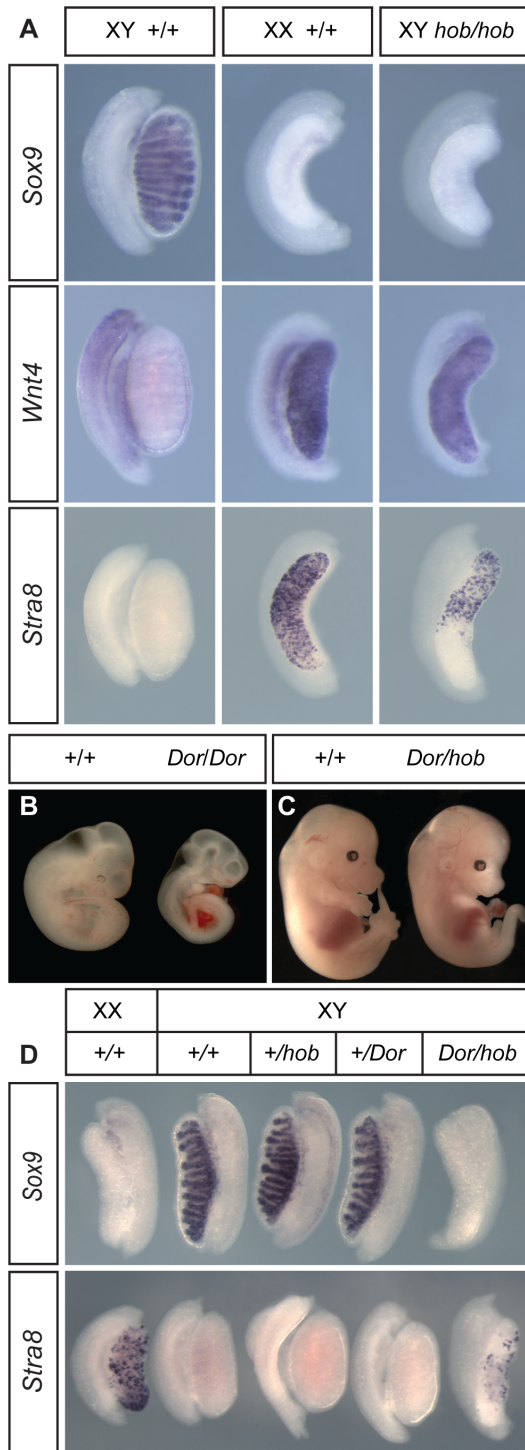 A
XY +/+
XX +/+
XY hob/hob
Sox9
Wnt4
Stra8
+/+ Dor/Dor
+/+ Dor/hob
B
C
XX
XY
D
+/+
+/+
+/hob
+/Dor
Dor/hob
Sox9
Stra8